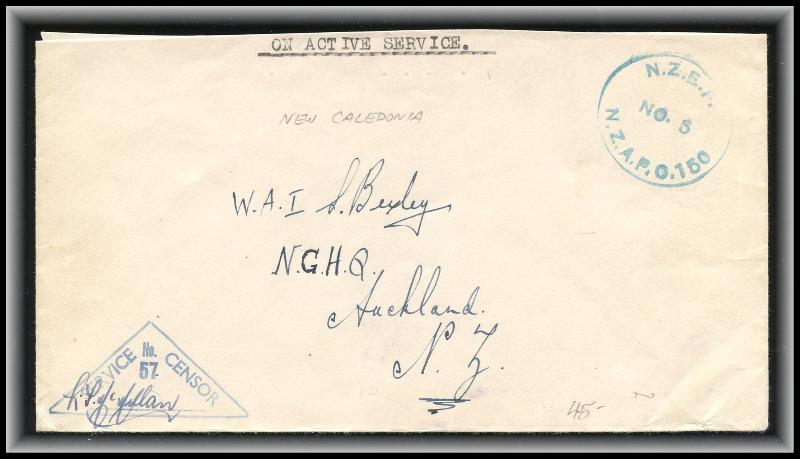 ON ACTIVE SERVICE.
N.Z.E.F.
NO. 5
N.Z.A.P.O.150
NEW CALEDONIA
W.A.I S. Bexley
N.G.H.Q.
Auckland.
N. Z.
SERVICE No. 57 CENSOR
45-